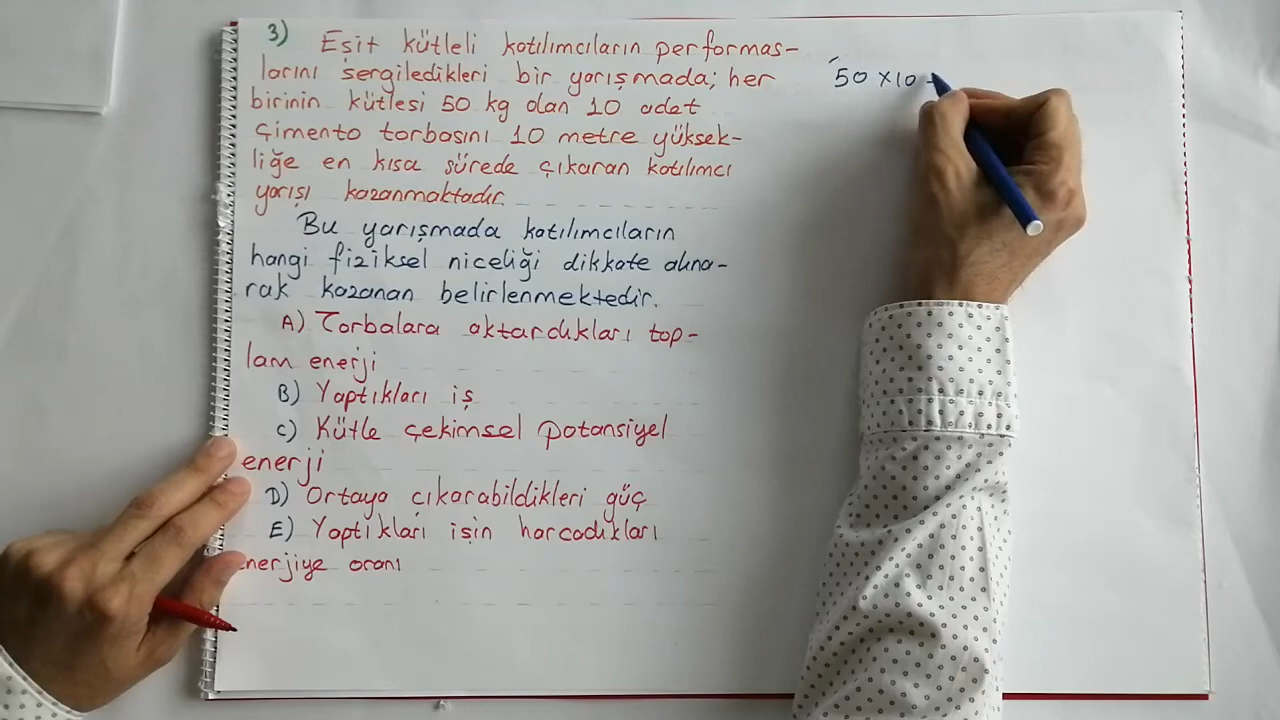 3) Eşit kütleli katılımcıların performas-
larını sergiledikleri bir yarışmada; her
birinin kütlesi 50 kg olan 10 adet
çimento torbasını 10 metre yüksek-
liğe en kısa sürede çıkaran katılımcı
yarışı kazanmaktadır.
Bu yarışmada katılımcıların
hangi fiziksel niceliği dikkate alına-
rak kazanan belirlenmektedir.
A) Torbalara aktardıkları top-
lam enerji
B) Yaptıkları iş
C) Kütle çekimsel potansiyel
enerji
D) Ortaya çıkarabildikleri güç
E) Yaptıkları işin harcadıkları
enerjiye oranı
50 x 10